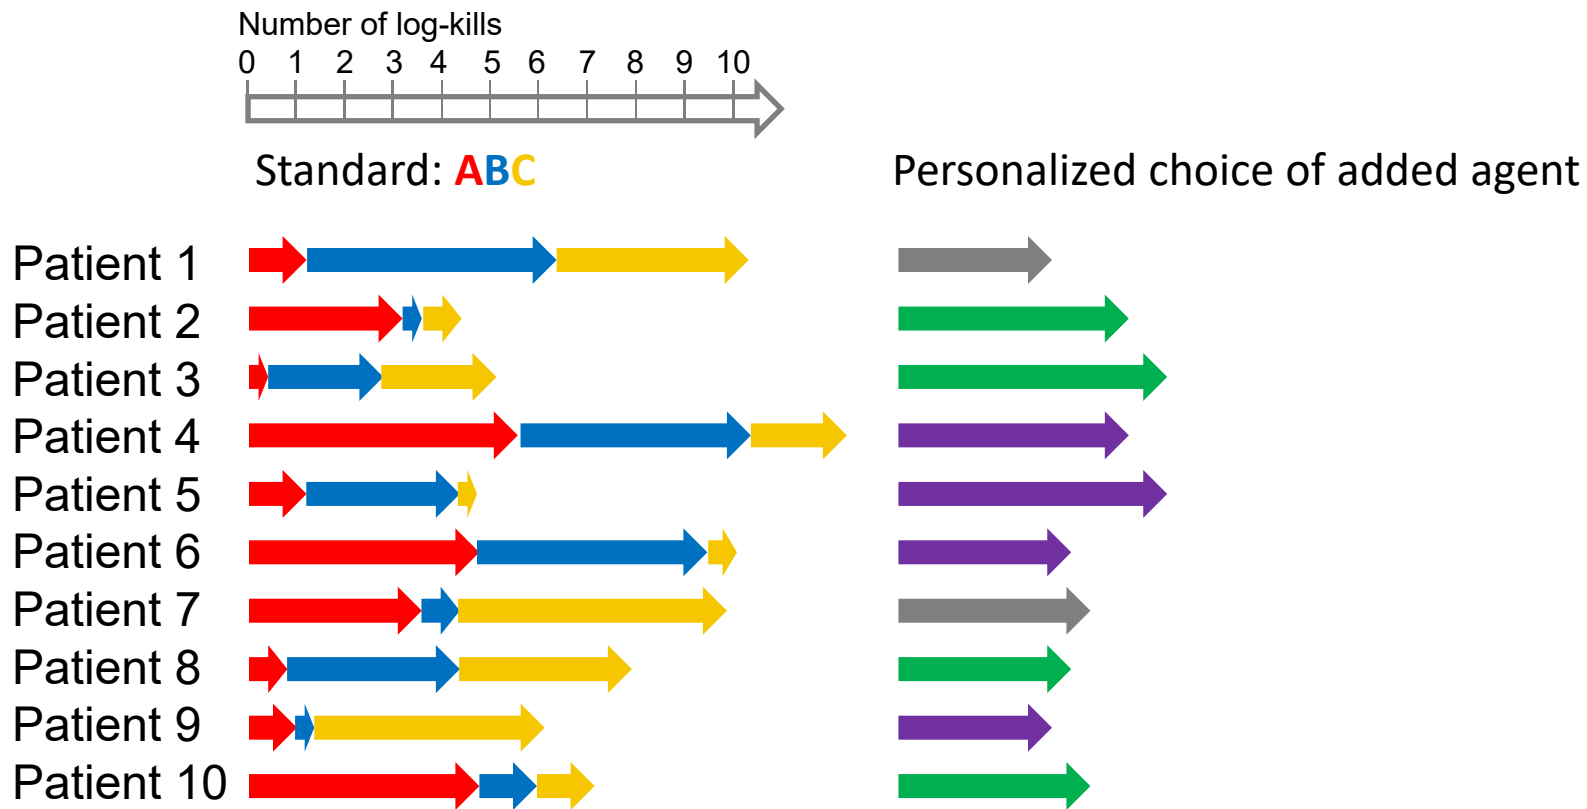 Number of log-kills
0 1 2 3 4 5 6 7 8 9 10
Standard: ABC
Personalized choice of added agent
Patient 1
Patient 2
Patient 3
Patient 4
Patient 5
Patient 6
Patient 7
Patient 8
Patient 9
Patient 10